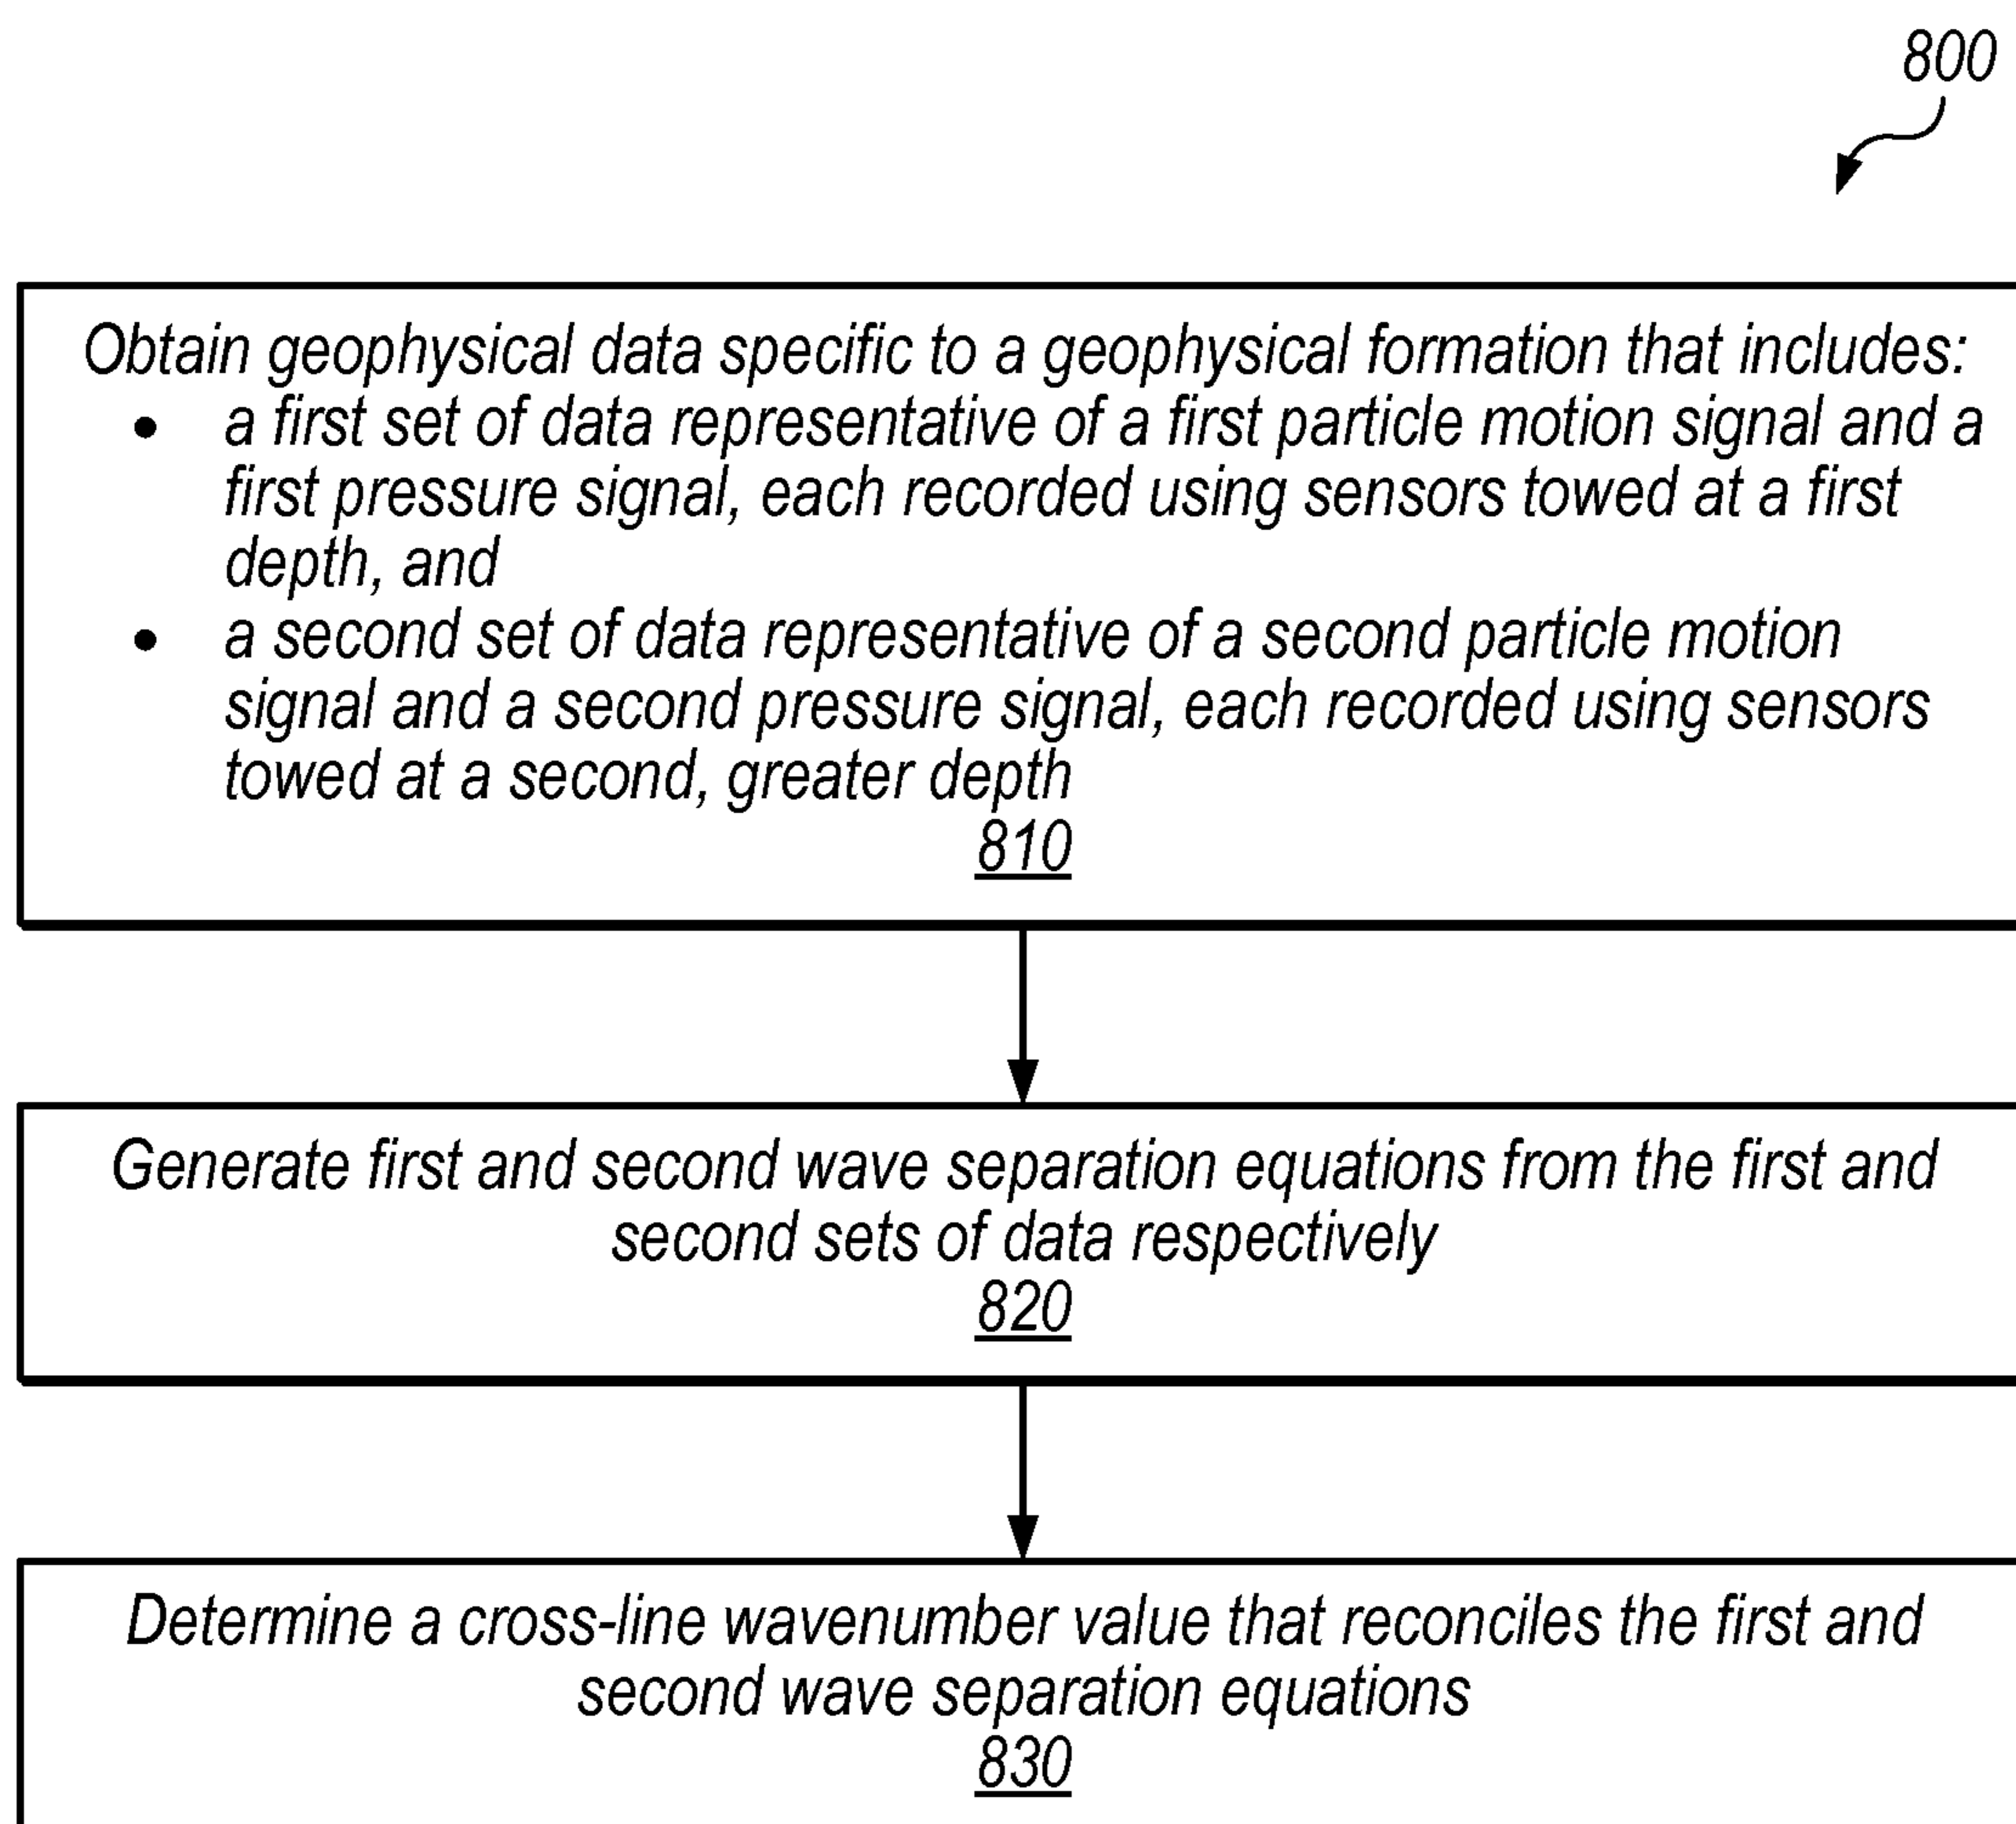 800
Obtain geophysical data specific to a geophysical formation that includes:
• a first set of data representative of a first particle motion signal and a
first pressure signal, each recorded using sensors towed at a first
depth, and
• a second set of data representative of a second particle motion
signal and a second pressure signal, each recorded using sensors
towed at a second, greater depth
810
Generate first and second wave separation equations from the first and
second sets of data respectively
820
Determine a cross-line wavenumber value that reconciles the first and
second wave separation equations
830